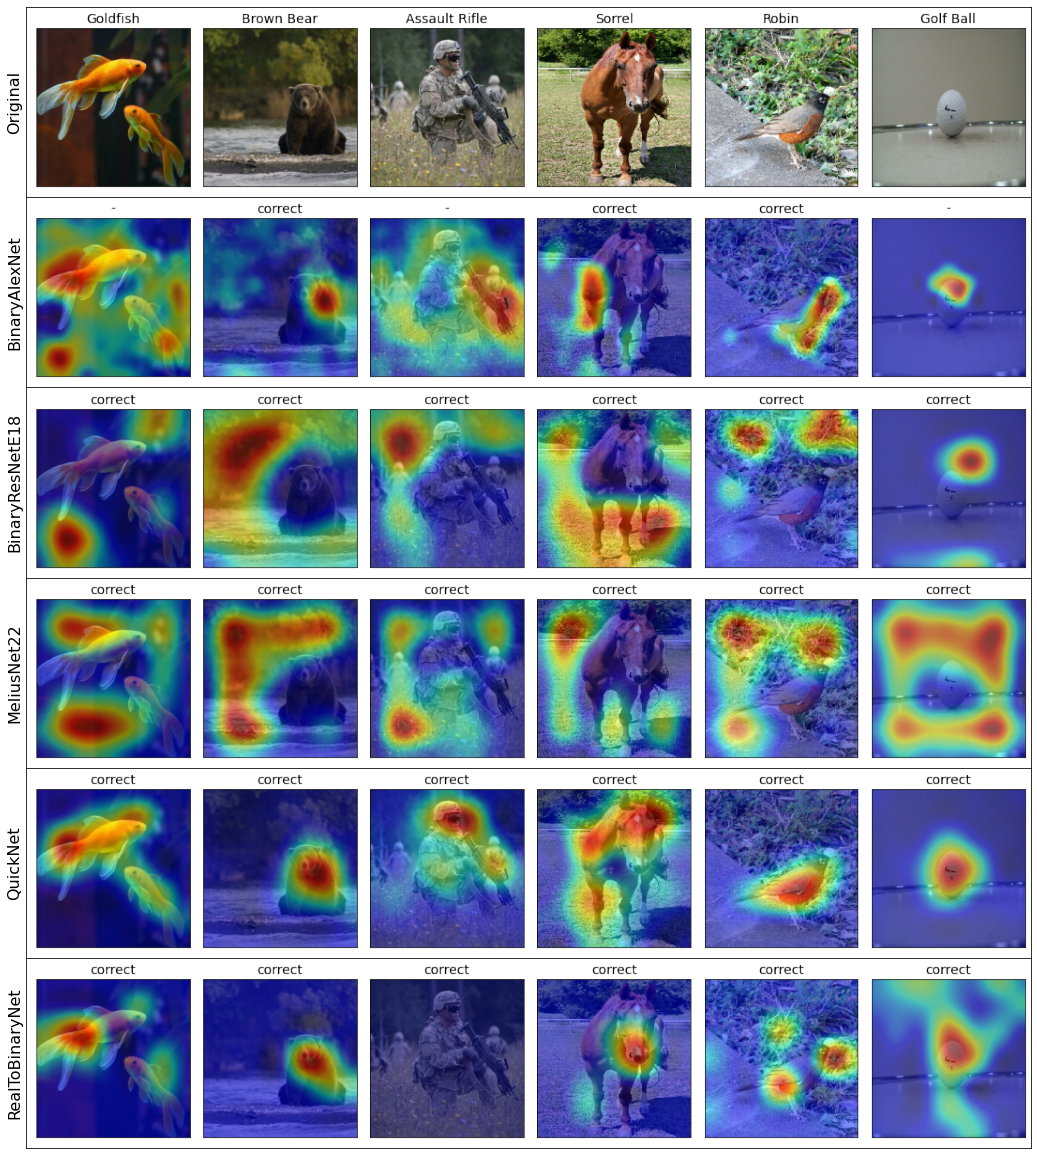 Goldfish Brown Bear Assault Rifle Sorrel Robin Golf Ball
Original
- correct - correct correct -
BinaryAlexNet
correct correct correct correct correct correct
BinaryResNetE18
correct correct correct correct correct correct
MeliusNet22
correct correct correct correct correct correct
QuickNet
correct correct correct correct correct correct
RealToBinaryNet